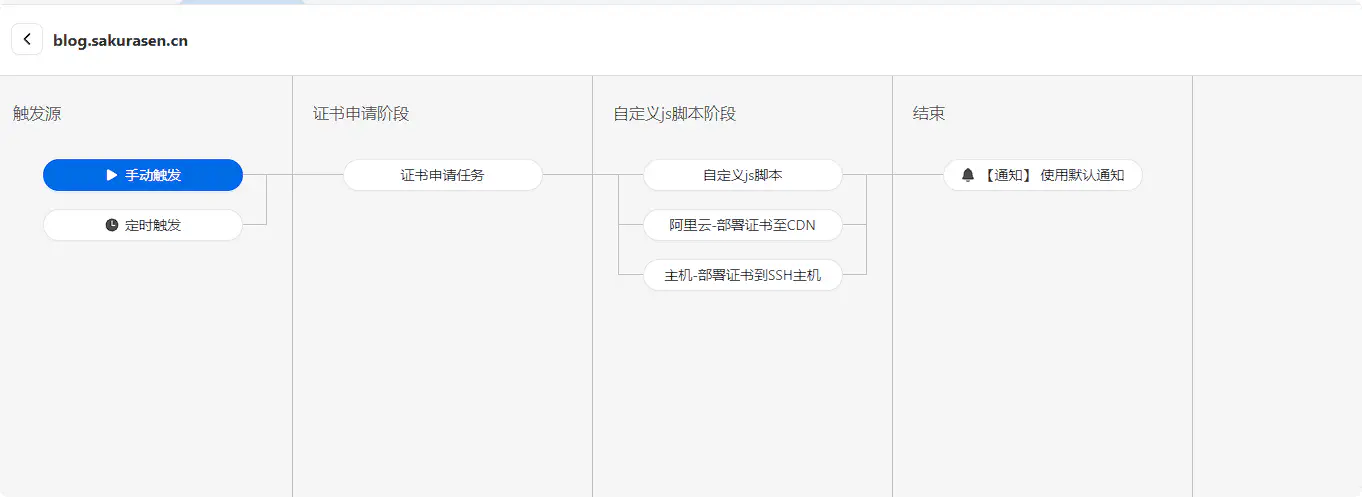 blog.sakurasen.cn
触发源
手动触发
定时触发
证书申请阶段
证书申请任务
自定义js脚本阶段
自定义js脚本
阿里云-部署证书至CDN
主机-部署证书到SSH主机
结束
【通知】 使用默认通知